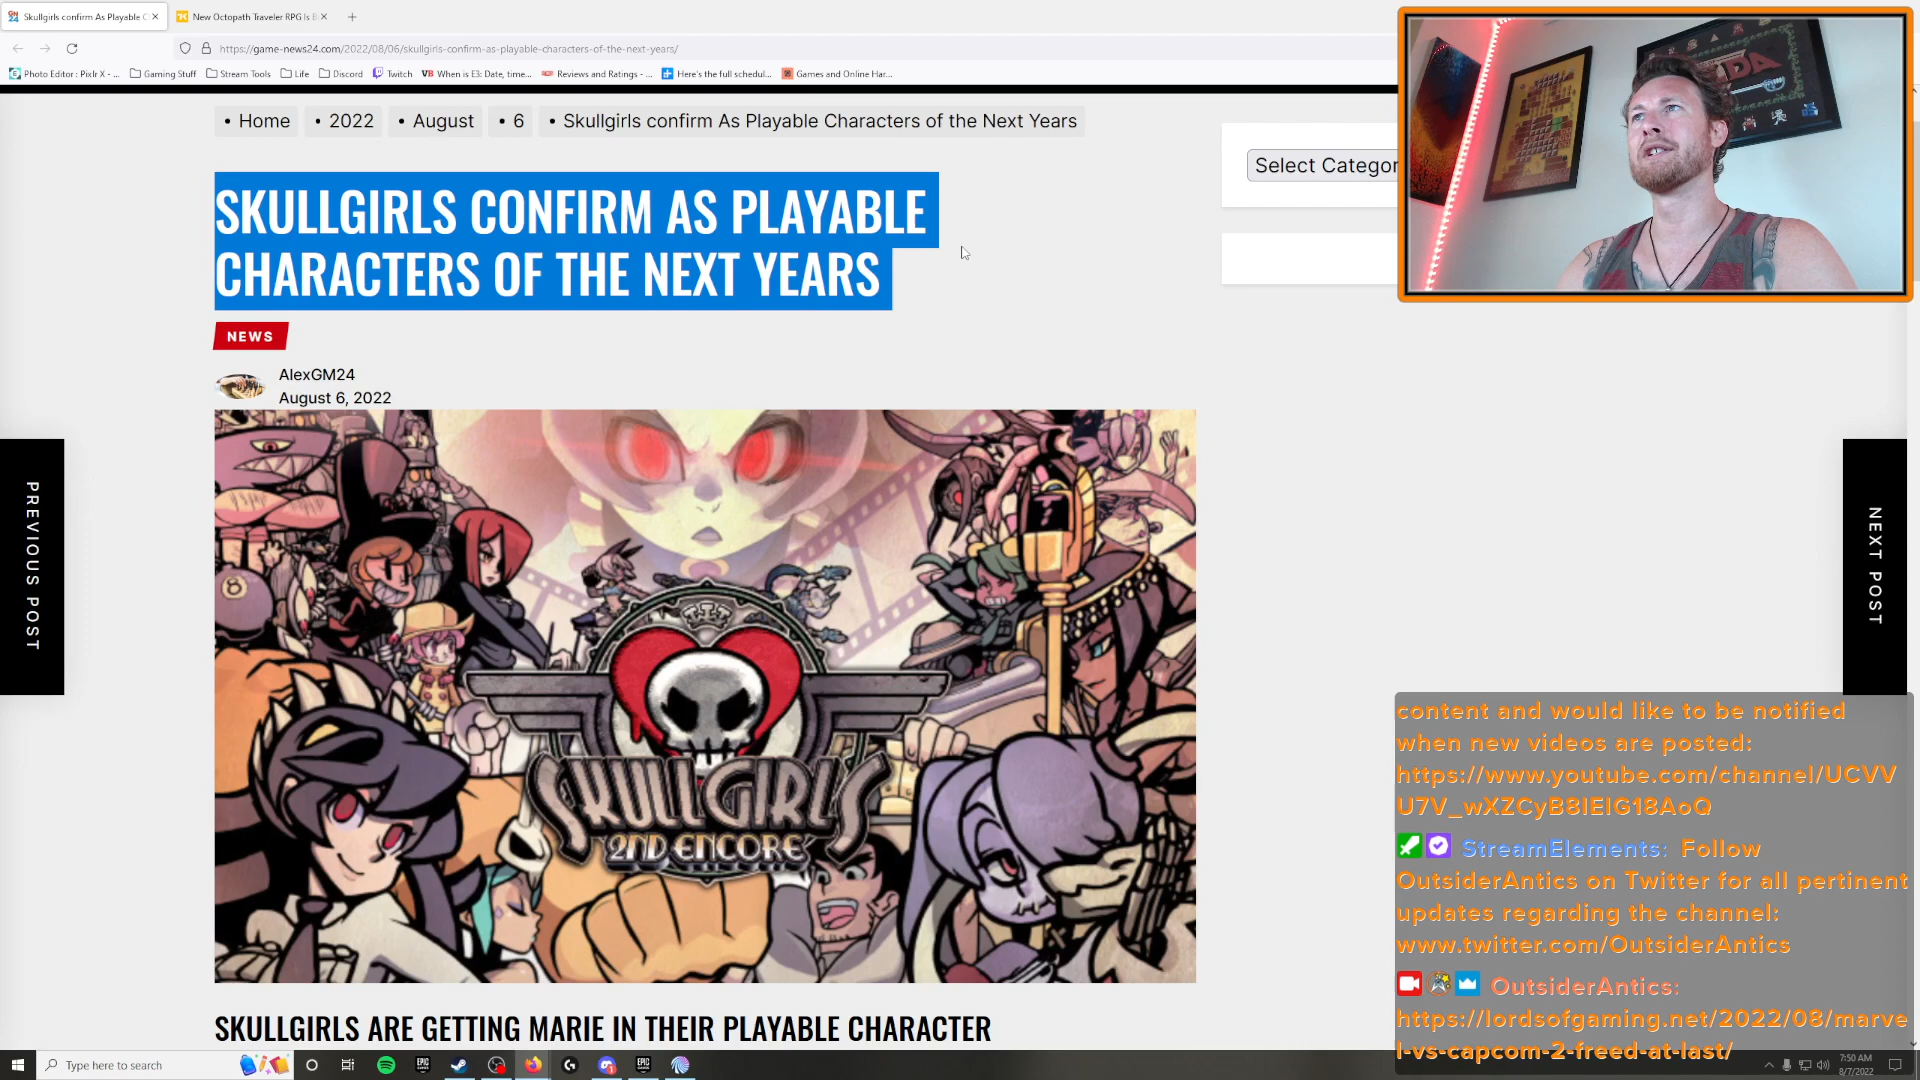 Skullgirls confirm As Playable C
New Octopath Traveler RPG Is B
https://game-news24.com/2022/08/06/skullgirls-confirm-as-playable-characters-of-the-next-years/
Photo Editor : Pixlr X - ...
Gaming Stuff
Stream Tools
Life
Discord
Twitch
VB When is E3: Date, time...
Reviews and Ratings - ...
Here's the full schedul...
Games and Online Har...
• Home
• 2022
• August
• 6
• Skullgirls confirm As Playable Characters of the Next Years
Select Categor
SKULLGIRLS CONFIRM AS PLAYABLE
CHARACTERS OF THE NEXT YEARS
NEWS
AlexGM24
August 6, 2022
PREVIOUS POST
NEXT POST
8
SKULLGIRLS
2ND ENCORE
SKULLGIRLS ARE GETTING MARIE IN THEIR PLAYABLE CHARACTER
content and would like to be notified
when new videos are posted:
https://www.youtube.com/channel/UCVV
U7V_wXZCyB8IEIG18AoQ
StreamElements: Follow
OutsiderAntics on Twitter for all pertinent
updates regarding the channel:
www.twitter.com/OutsiderAntics
OutsiderAntics:
https://lordsofgaming.net/2022/08/marve
l-vs-capcom-2-freed-at-last/
Type here to search
7:50 AM
8/7/2022